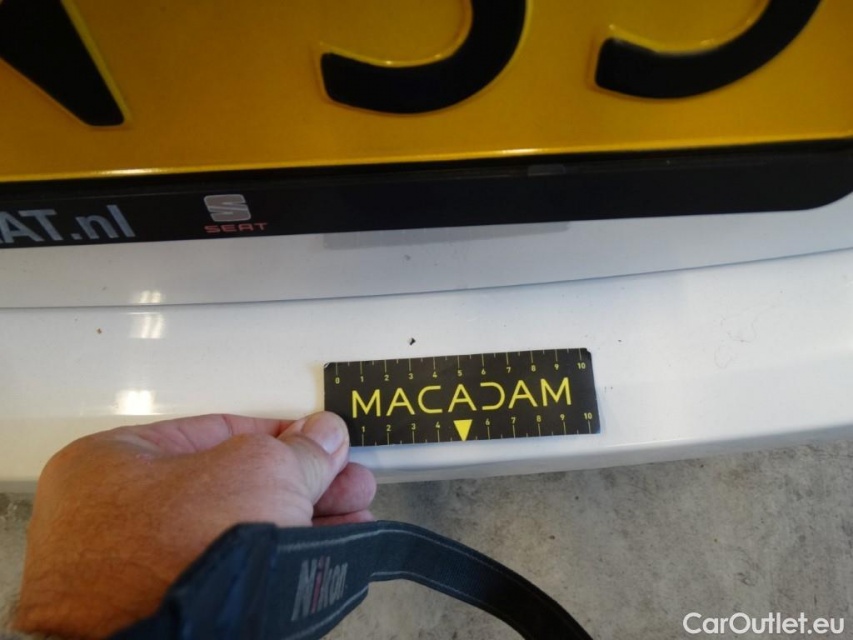 AT.nl
SEAT
0 1 2 3 4 5 6 7 8 9 10
MACADAM
1 2 3 4 6 7 8 9 10
Nikon
CarOutlet.eu